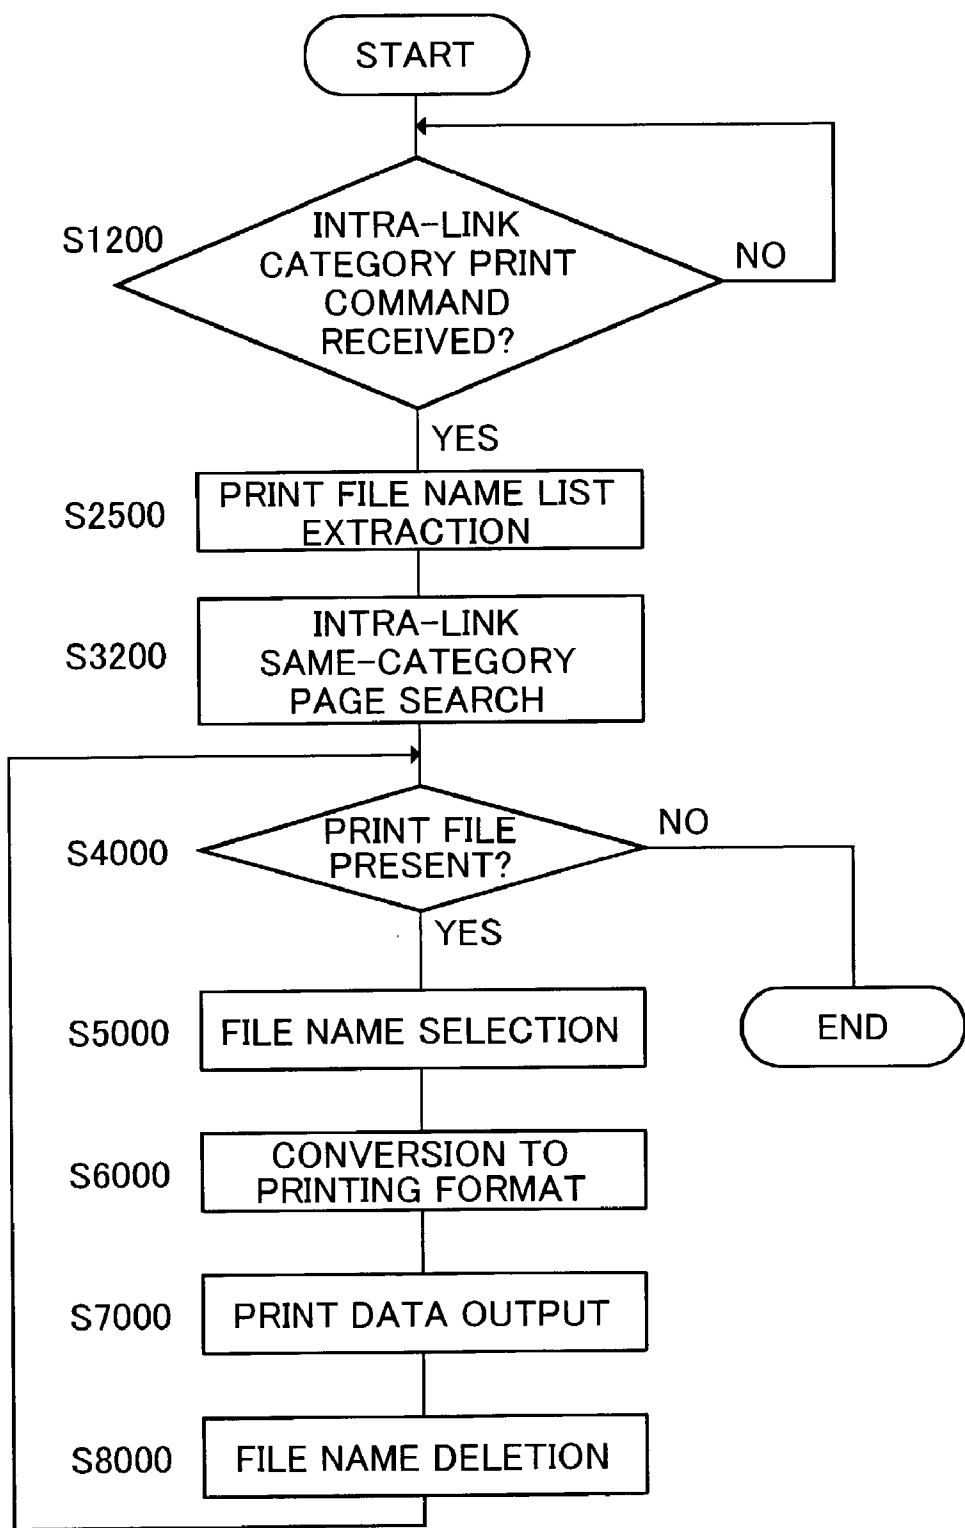 START
S1200
INTRA-LINK
CATEGORY PRINT
COMMAND
RECEIVED?
NO
YES
S2500
PRINT FILE NAME LIST
EXTRACTION
S3200
INTRA-LINK
SAME-CATEGORY
PAGE SEARCH
S4000
PRINT FILE
PRESENT?
NO
YES
S5000
FILE NAME SELECTION
END
S6000
CONVERSION TO
PRINTING FORMAT
S7000
PRINT DATA OUTPUT
S8000
FILE NAME DELETION